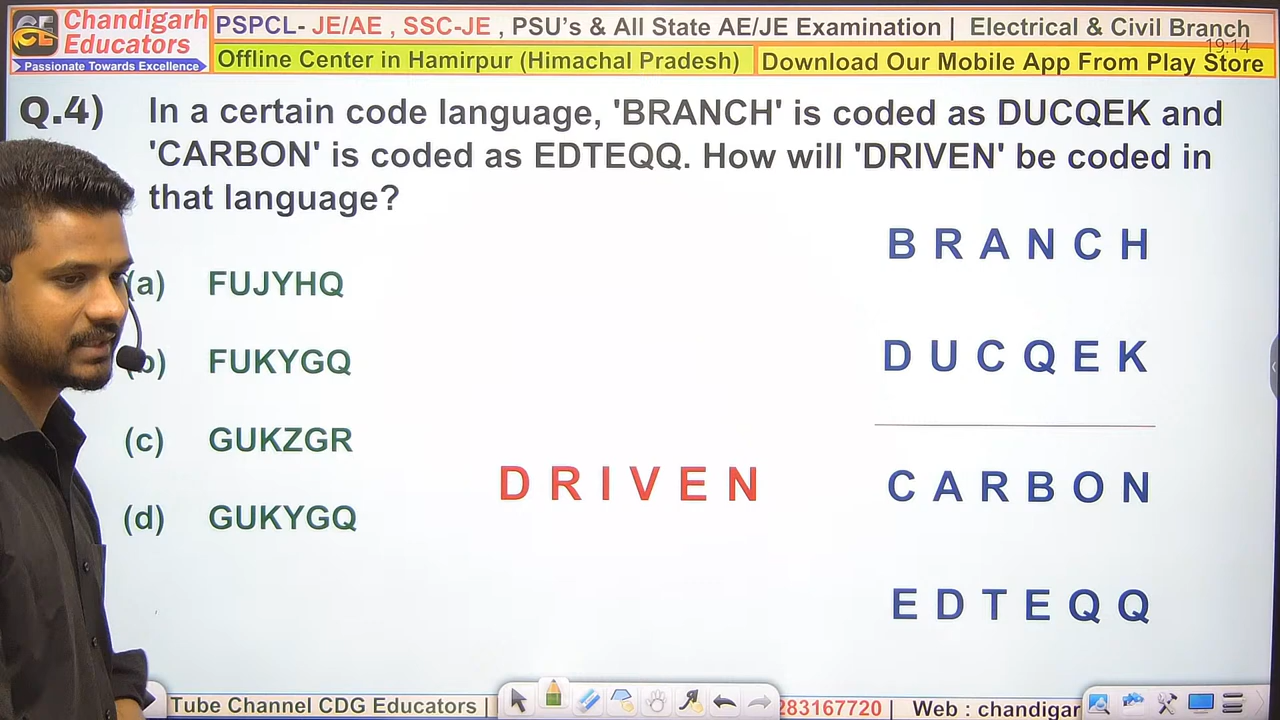 Chandigarh
Educators
Passionate Towards Excellence
PSPCL- JE/AE , SSC-JE , PSU's & All State AE/JE Examination | Electrical & Civil Branch
19:14
Offline Center in Hamirpur (Himachal Pradesh)
Download Our Mobile App From Play Store
Q.4) In a certain code language, 'BRANCH' is coded as DUCQEK and
'CARBON' is coded as EDTEQQ. How will 'DRIVEN' be coded in
that language?
(a) FUJYHQ
(b) FUKYGQ
(c) GUKZGR
(d) GUKYGQ
D R I V E N
B R A N C H
D U C Q E K
C A R B O N
E D T E Q Q
Tube Channel CDG Educators |
283167720 | Web : chandigar